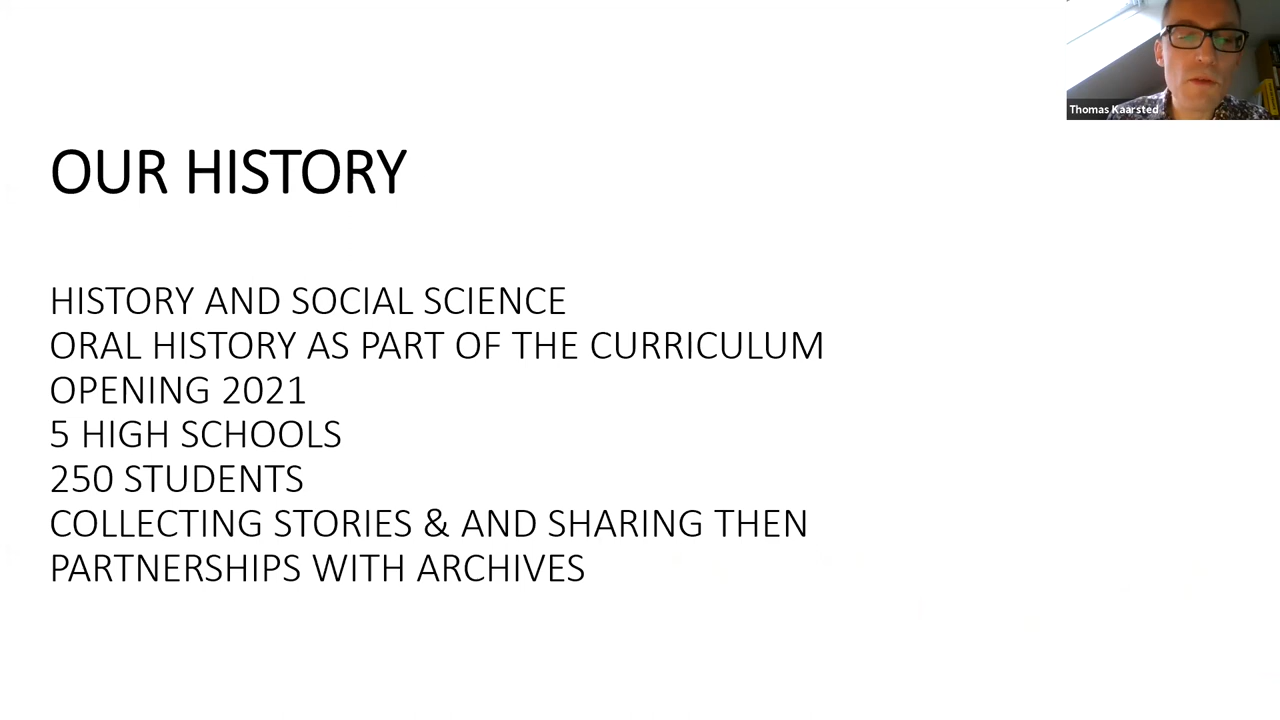 Thomas Kaarsted
OUR HISTORY
HISTORY AND SOCIAL SCIENCE
ORAL HISTORY AS PART OF THE CURRICULUM
OPENING 2021
5 HIGH SCHOOLS
250 STUDENTS
COLLECTING STORIES & AND SHARING THEN
PARTNERSHIPS WITH ARCHIVES